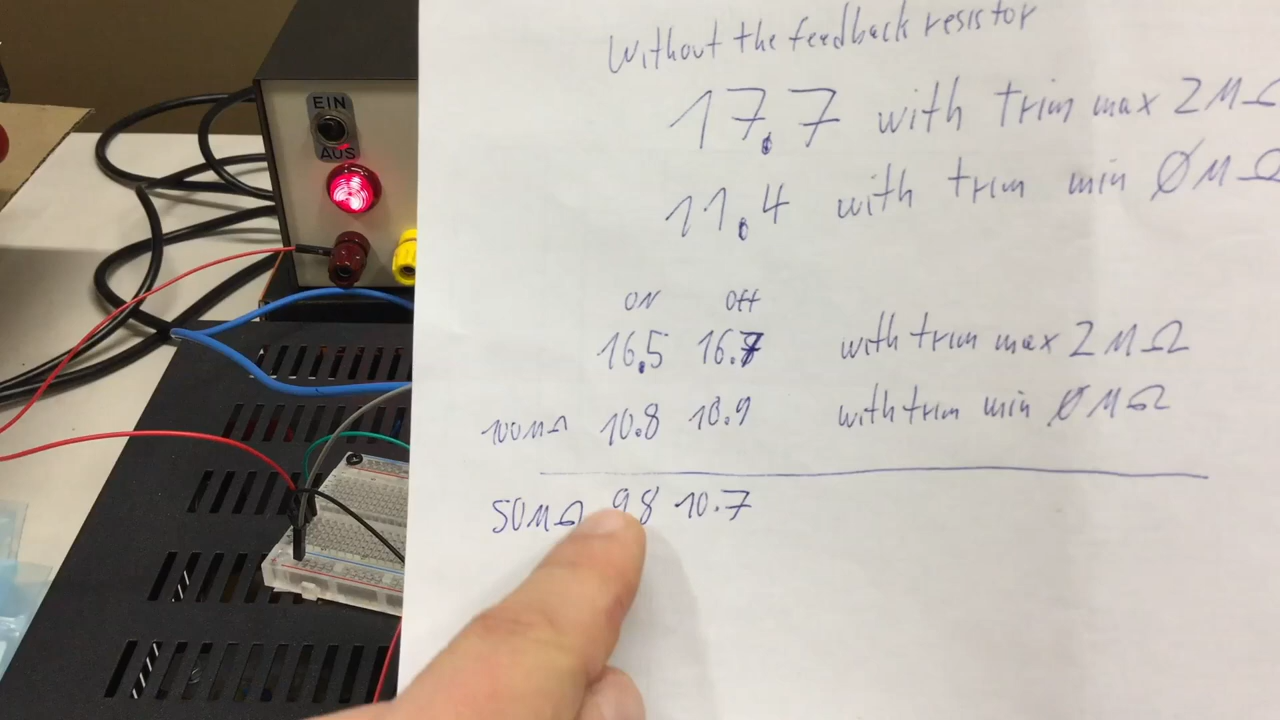 EIN
AUS
Without the feedback resistor
17.7 with trim max 2MΩ
11.4 with trim min ØMΩ
ON Off
16.5 16.7 with trim max 2MΩ
100MΩ 10.8 10.9 with trim min ØMΩ
50MΩ 9.8 10.7